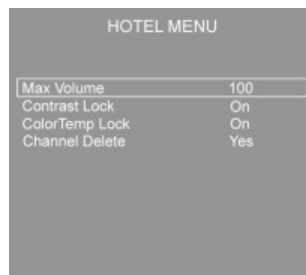 HOTEL MENU
Max Volume 100
Contrast Lock On
ColorTemp Lock On
Channel Delete Yes